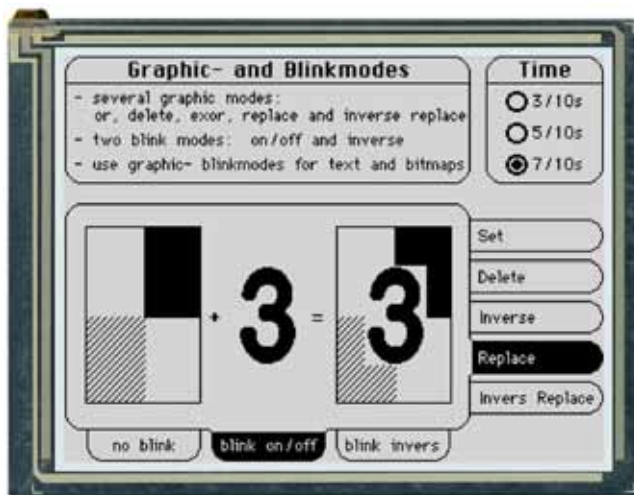 Graphic- and Blinkmodes
- several graphic modes:
or, delete, exor, replace and inverse replace
- two blink modes: on/off and inverse
- use graphic- blinkmodes for text and bitmaps
Time
3/10s
5/10s
7/10s
+ 3 = 3
Set
Delete
Inverse
Replace
Invers Replace
no blink
blink on/off
blink invers